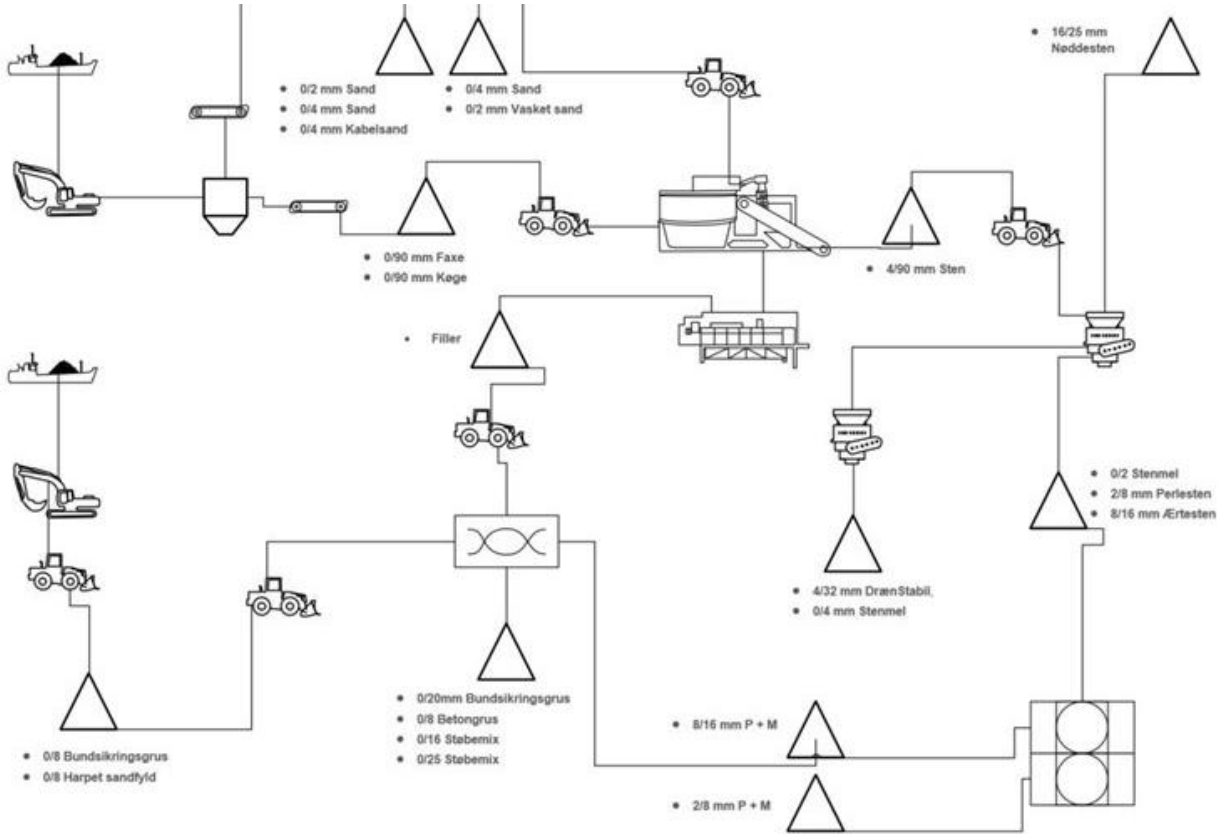 16/25 mm
Nøddesten
0/2 mm Sand
0/4 mm Sand
0/4 mm Kabelsand
0/4 mm Sand
0/2 mm Vasket sand
0/90 mm Faxe
0/90 mm Køge
4/90 mm Sten
Filler
0/2 Stenmel
2/8 mm Perlesten
8/16 mm Ærtesten
4/32 mm DrænStabil,
0/4 mm Stenmel
0/20mm Bundsikringsgrus
0/8 Betongrus
0/16 Støbemix
0/25 Støbemix
0/8 Bundsikringsgrus
0/8 Harpet sandfyld
8/16 mm P + M
2/8 mm P + M